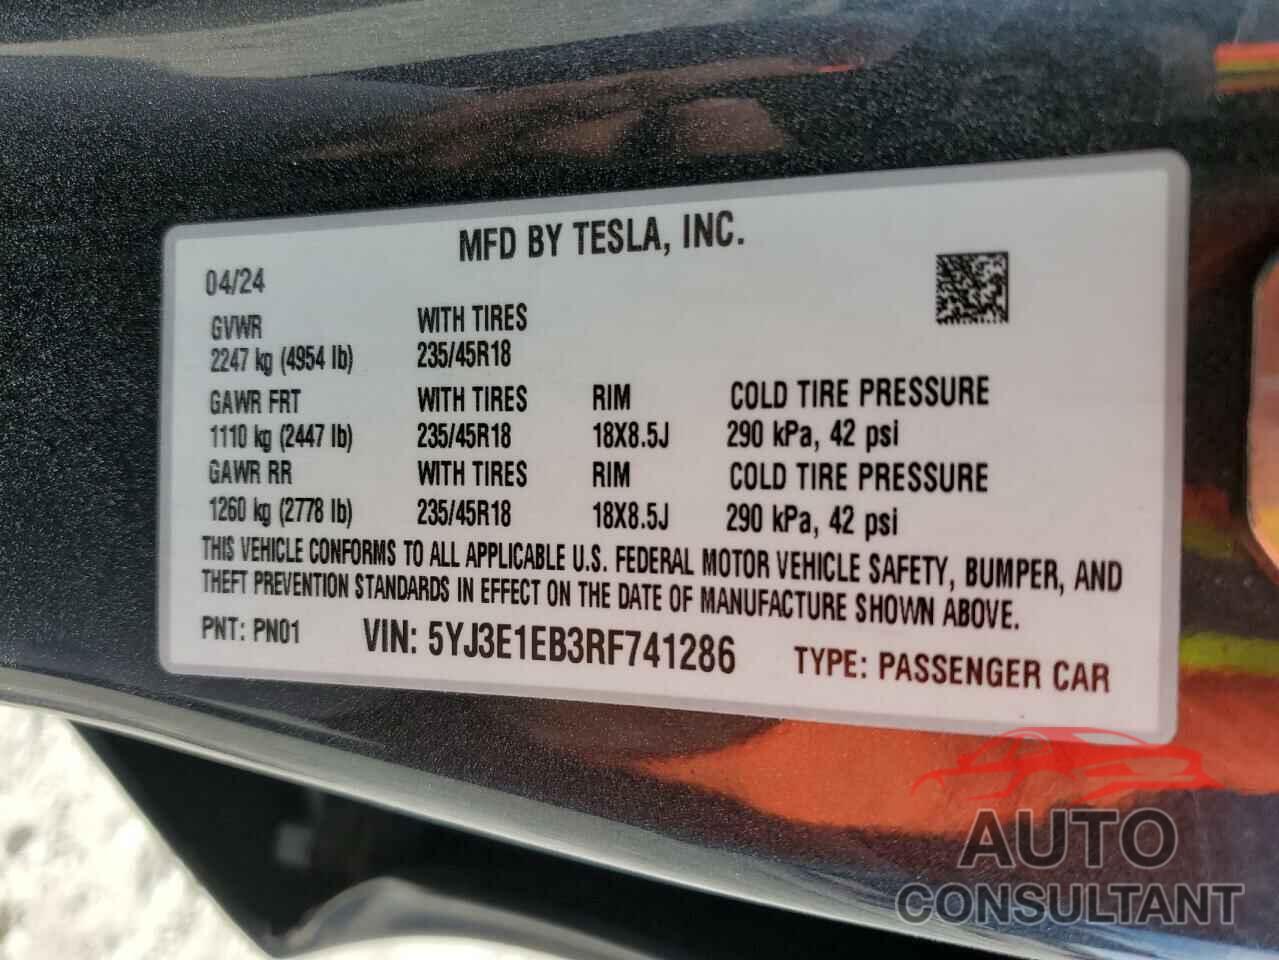 MFD BY TESLA, INC.
04/24
GVWR WITH TIRES
2247 kg (4954 lb) 235/45R18
GAWR FRT WITH TIRES RIM COLD TIRE PRESSURE
1110 kg (2447 lb) 235/45R18 18X8.5J 290 kPa, 42 psi
GAWR RR WITH TIRES RIM COLD TIRE PRESSURE
1260 kg (2778 lb) 235/45R18 18X8.5J 290 kPa, 42 psi
THIS VEHICLE CONFORMS TO ALL APPLICABLE U.S. FEDERAL MOTOR VEHICLE SAFETY, BUMPER, AND
THEFT PREVENTION STANDARDS IN EFFECT ON THE DATE OF MANUFACTURE SHOWN ABOVE.
PNT: PN01 VIN: 5YJ3E1EB3RF741286 TYPE: PASSENGER CAR
AUTO
CONSULTANT